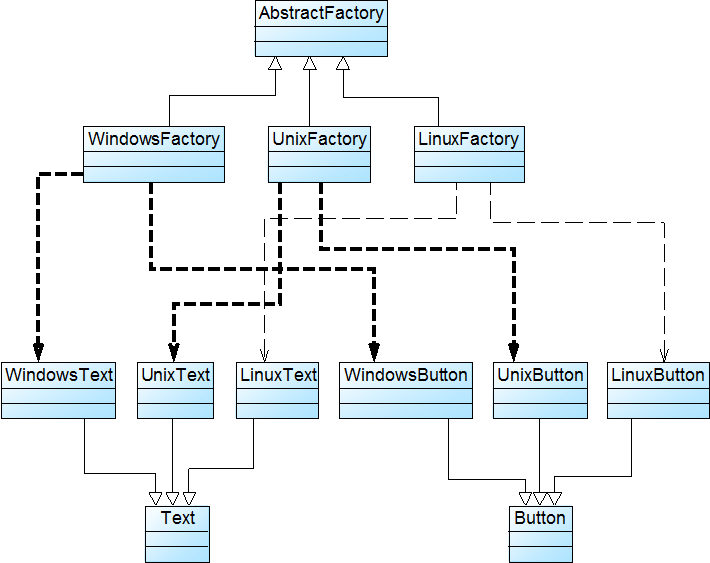 AbstractFactory
WindowsFactory
UnixFactory
LinuxFactory
WindowsText
UnixText
LinuxText
WindowsButton
UnixButton
LinuxButton
Text
Button